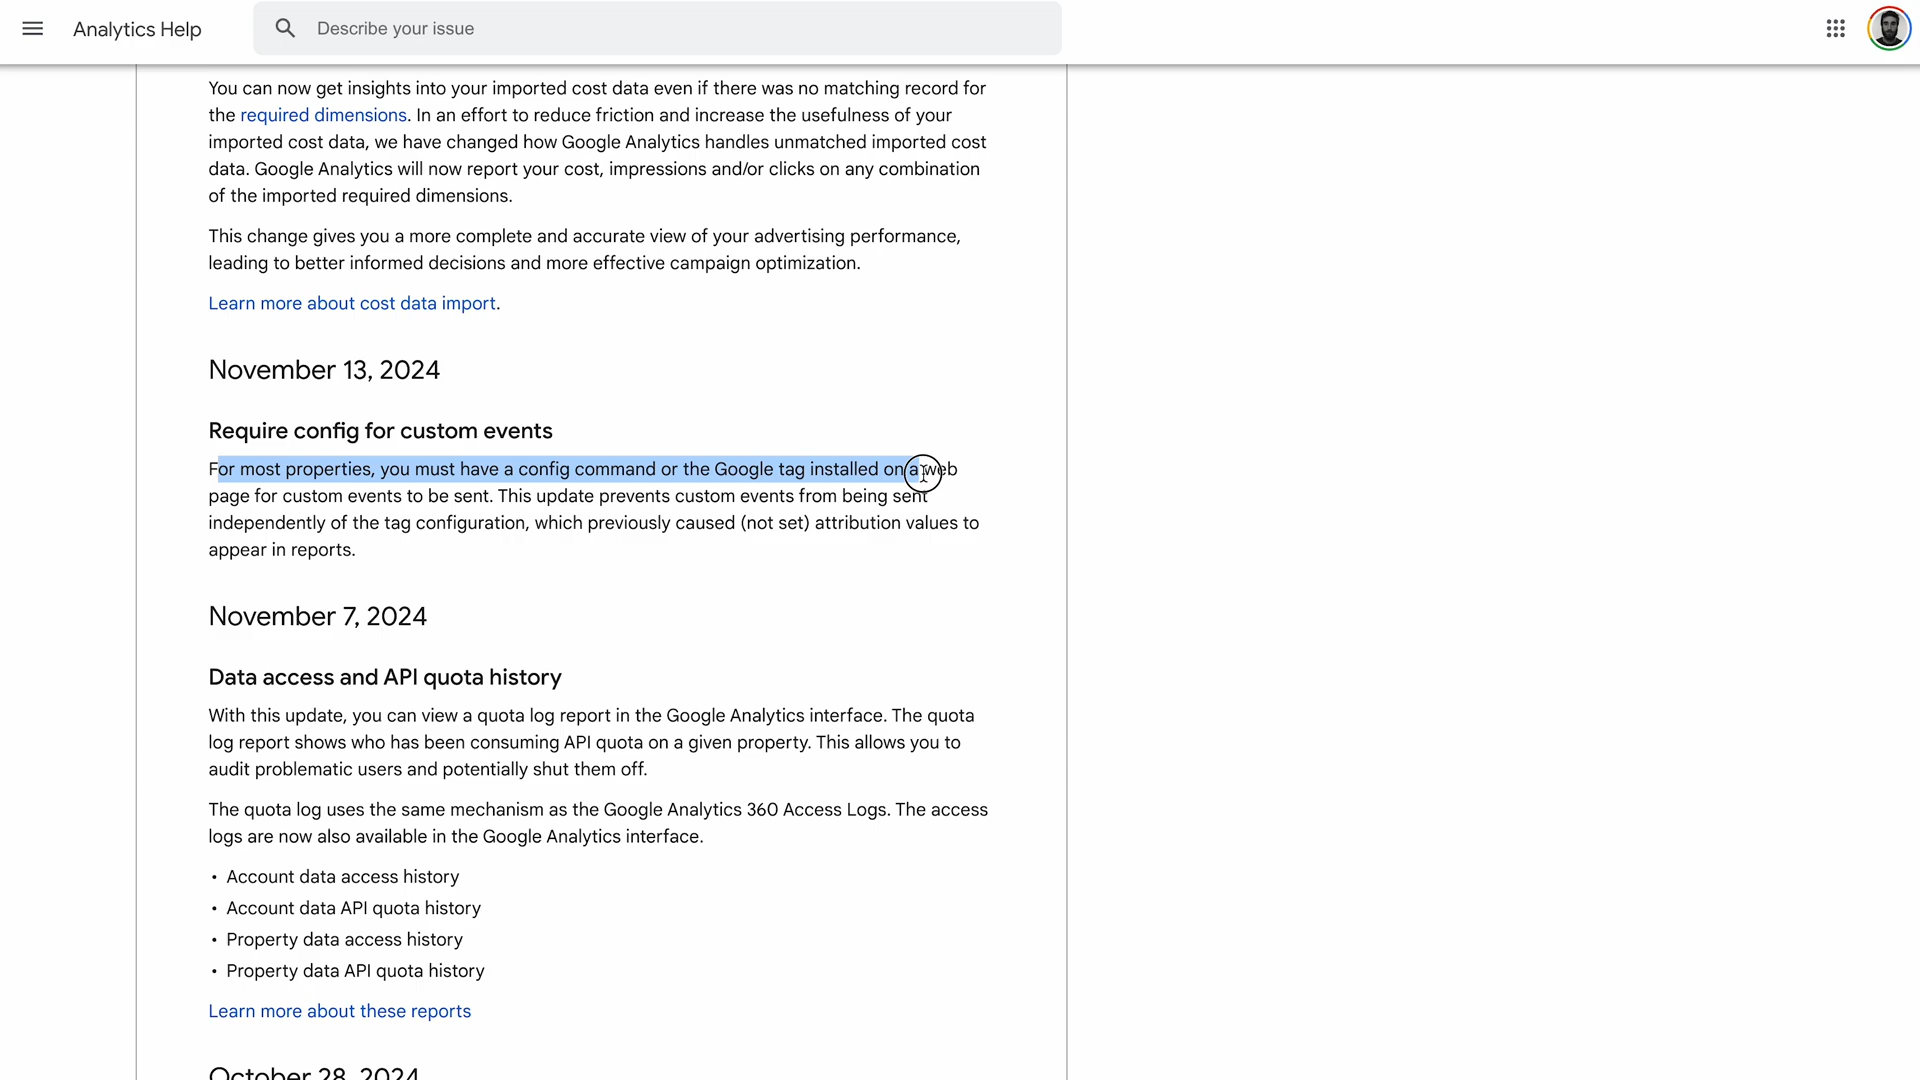 Analytics Help
Describe your issue
You can now get insights into your imported cost data even if there was no matching record for
the required dimensions. In an effort to reduce friction and increase the usefulness of your
imported cost data, we have changed how Google Analytics handles unmatched imported cost
data. Google Analytics will now report your cost, impressions and/or clicks on any combination
of the imported required dimensions.
This change gives you a more complete and accurate view of your advertising performance,
leading to better informed decisions and more effective campaign optimization.
Learn more about cost data import.
November 13, 2024
Require config for custom events
For most properties, you must have a config command or the Google tag installed on a web
page for custom events to be sent. This update prevents custom events from being sent
independently of the tag configuration, which previously caused (not set) attribution values to
appear in reports.
November 7, 2024
Data access and API quota history
With this update, you can view a quota log report in the Google Analytics interface. The quota
log report shows who has been consuming API quota on a given property. This allows you to
audit problematic users and potentially shut them off.
The quota log uses the same mechanism as the Google Analytics 360 Access Logs. The access
logs are now also available in the Google Analytics interface.
• Account data access history
• Account data API quota history
• Property data access history
• Property data API quota history
Learn more about these reports
October 28, 2024